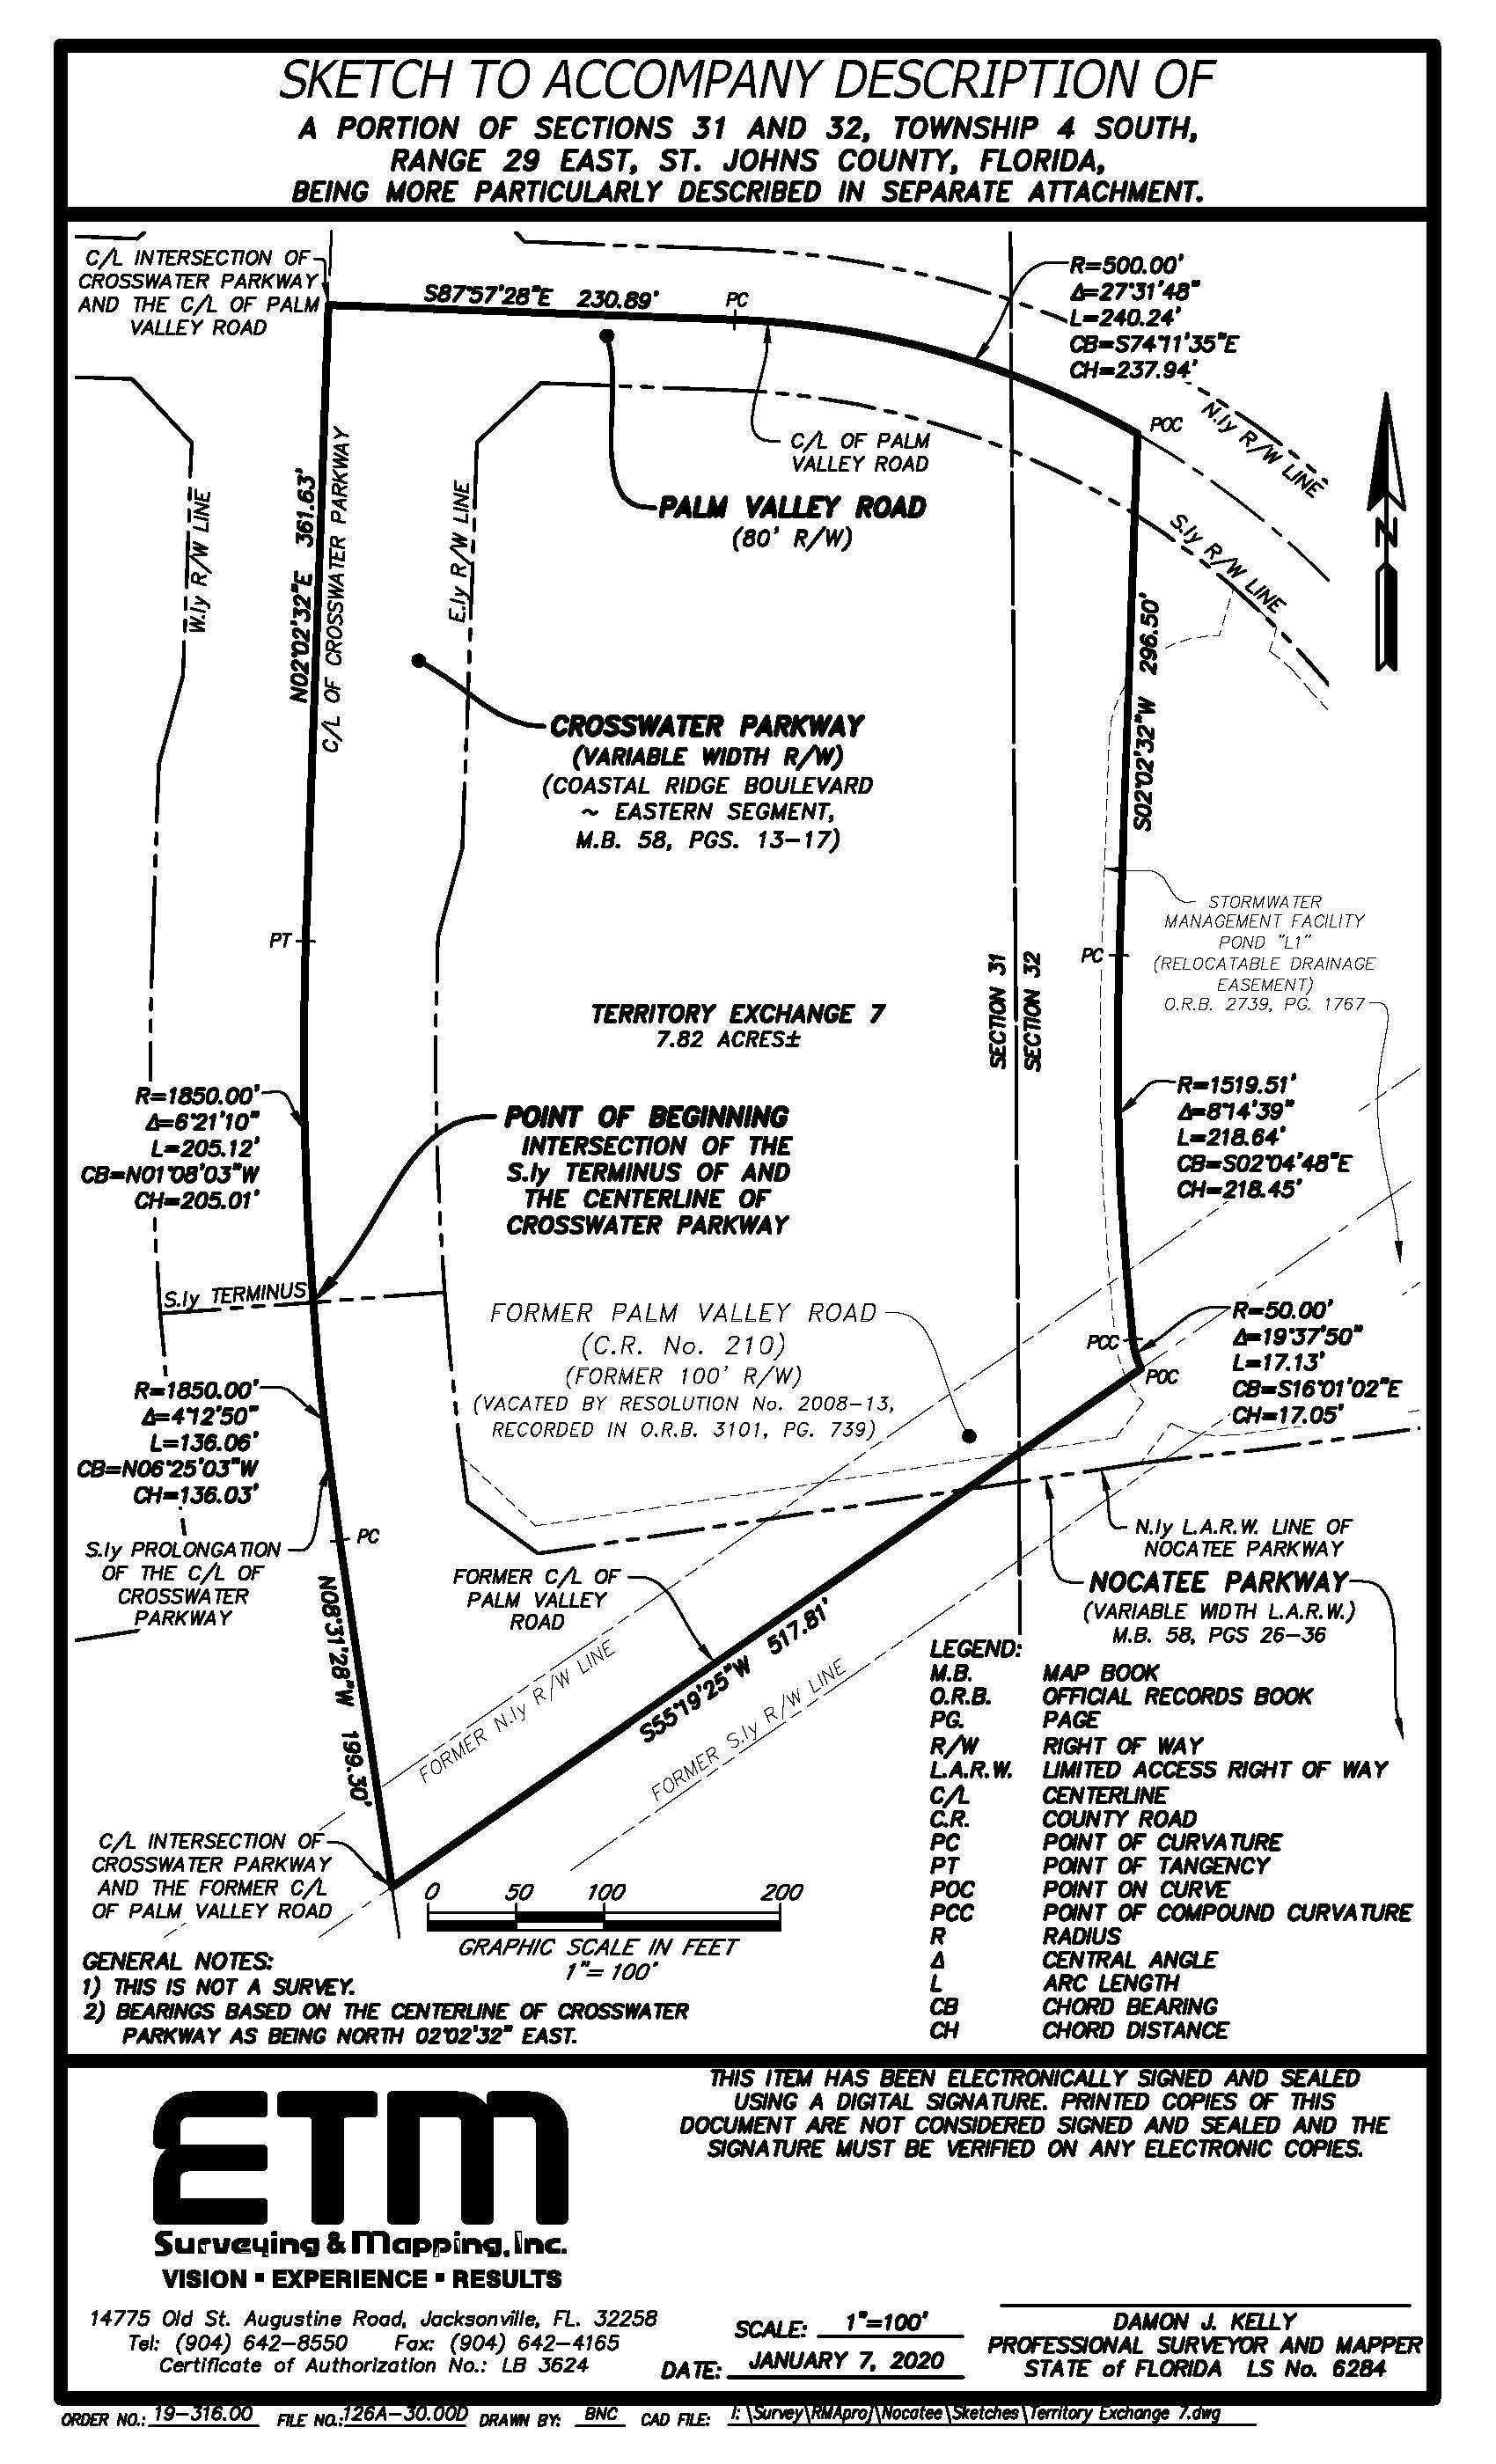 SKETCH TO ACCOMPANY DESCRIPTION OF
A PORTION OF SECTIONS 31 AND 32, TOWNSHIP 4 SOUTH,
RANGE 29 EAST, ST. JOHNS COUNTY, FLORIDA,
BEING MORE PARTICULARLY DESCRIBED IN SEPARATE ATTACHMENT.
C/L INTERSECTION OF
CROSSWATER PARKWAY
AND THE C/L OF PALM
VALLEY ROAD
S87°57'28"E 230.89'
PC
R=500.00'
Δ=27°31'48"
L=240.24'
CB=S74°11'35"E
CH=237.94'
POC
N.ly R/W LINE
C/L OF PALM
VALLEY ROAD
PALM VALLEY ROAD
(80' R/W)
S.ly R/W LINE
N
W.ly R/W LINE
N02°02'32"E 361.63'
C/L OF CROSSWATER PARKWAY
E.ly R/W LINE
S02°02'32"W 296.50'
CROSSWATER PARKWAY
(VARIABLE WIDTH R/W)
(COASTAL RIDGE BOULEVARD
~ EASTERN SEGMENT,
M.B. 58, PGS. 13-17)
STORMWATER
MANAGEMENT FACILITY
POND "L1"
(RELOCATABLE DRAINAGE
EASEMENT)
O.R.B. 2739, PG. 1767
PT
PC
SECTION 31
SECTION 32
TERRITORY EXCHANGE 7
7.82 ACRES±
R=1850.00'
Δ=6°21'10"
L=205.12'
CB=N01°08'03"W
CH=205.01'
POINT OF BEGINNING
INTERSECTION OF THE
S.ly TERMINUS OF AND
THE CENTERLINE OF
CROSSWATER PARKWAY
R=1519.51'
Δ=8°14'39"
L=218.64'
CB=S02°04'48"E
CH=218.45'
S.ly TERMINUS
FORMER PALM VALLEY ROAD
(C.R. No. 210)
(FORMER 100' R/W)
(VACATED BY RESOLUTION No. 2008-13,
RECORDED IN O.R.B. 3101, PG. 739)
PCC
POC
R=50.00'
Δ=19°37'50"
L=17.13'
CB=S16°01'02"E
CH=17.05'
R=1850.00'
Δ=4°12'50"
L=136.06'
CB=N06°25'03"W
CH=136.03'
PC
S.ly PROLONGATION
OF THE C/L OF
CROSSWATER
PARKWAY
N.ly L.A.R.W. LINE OF
NOCATEE PARKWAY
NOCATEE PARKWAY
(VARIABLE WIDTH L.A.R.W.)
M.B. 58, PGS 26-36
FORMER C/L OF
PALM VALLEY
ROAD
N08°31'28"W 199.30'
FORMER N.ly R/W LINE
S55°19'25"W 517.81'
FORMER S.ly R/W LINE
C/L INTERSECTION OF
CROSSWATER PARKWAY
AND THE FORMER C/L
OF PALM VALLEY ROAD
0 50 100 200
GRAPHIC SCALE IN FEET
1"= 100'
LEGEND:
M.B. MAP BOOK
O.R.B. OFFICIAL RECORDS BOOK
PG. PAGE
R/W RIGHT OF WAY
L.A.R.W. LIMITED ACCESS RIGHT OF WAY
C/L CENTERLINE
C.R. COUNTY ROAD
PC POINT OF CURVATURE
PT POINT OF TANGENCY
POC POINT ON CURVE
PCC POINT OF COMPOUND CURVATURE
R RADIUS
Δ CENTRAL ANGLE
L ARC LENGTH
CB CHORD BEARING
CH CHORD DISTANCE
GENERAL NOTES:
1) THIS IS NOT A SURVEY.
2) BEARINGS BASED ON THE CENTERLINE OF CROSSWATER
PARKWAY AS BEING NORTH 02°02'32" EAST.
ETM
Surveying & Mapping, Inc.
VISION ▪ EXPERIENCE ▪ RESULTS
14775 Old St. Augustine Road, Jacksonville, FL. 32258
Tel: (904) 642-8550 Fax: (904) 642-4165
Certificate of Authorization No.: LB 3624
THIS ITEM HAS BEEN ELECTRONICALLY SIGNED AND SEALED
USING A DIGITAL SIGNATURE. PRINTED COPIES OF THIS
DOCUMENT ARE NOT CONSIDERED SIGNED AND SEALED AND THE
SIGNATURE MUST BE VERIFIED ON ANY ELECTRONIC COPIES.
SCALE: 1"=100'
DATE: JANUARY 7, 2020
DAMON J. KELLY
PROFESSIONAL SURVEYOR AND MAPPER
STATE of FLORIDA LS No. 6284
ORDER NO.: 19-316.00 FILE NO.: 126A-30.00D DRAWN BY: BNC CAD FILE: I:\Survey\RMAproj\Nocatee\Sketches\Territory Exchange 7.dwg